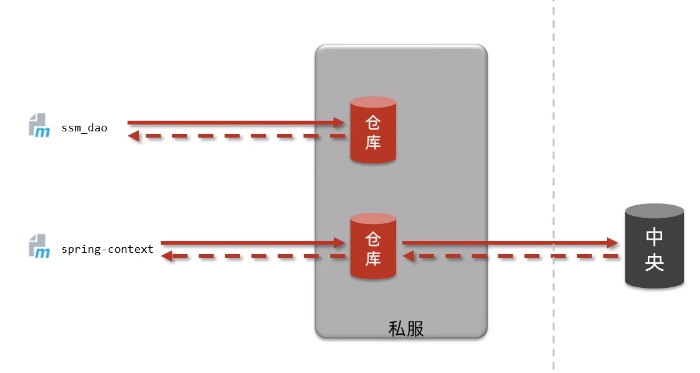 仓
库
m ssm_dao
仓
库
m spring-context
中
央
私服